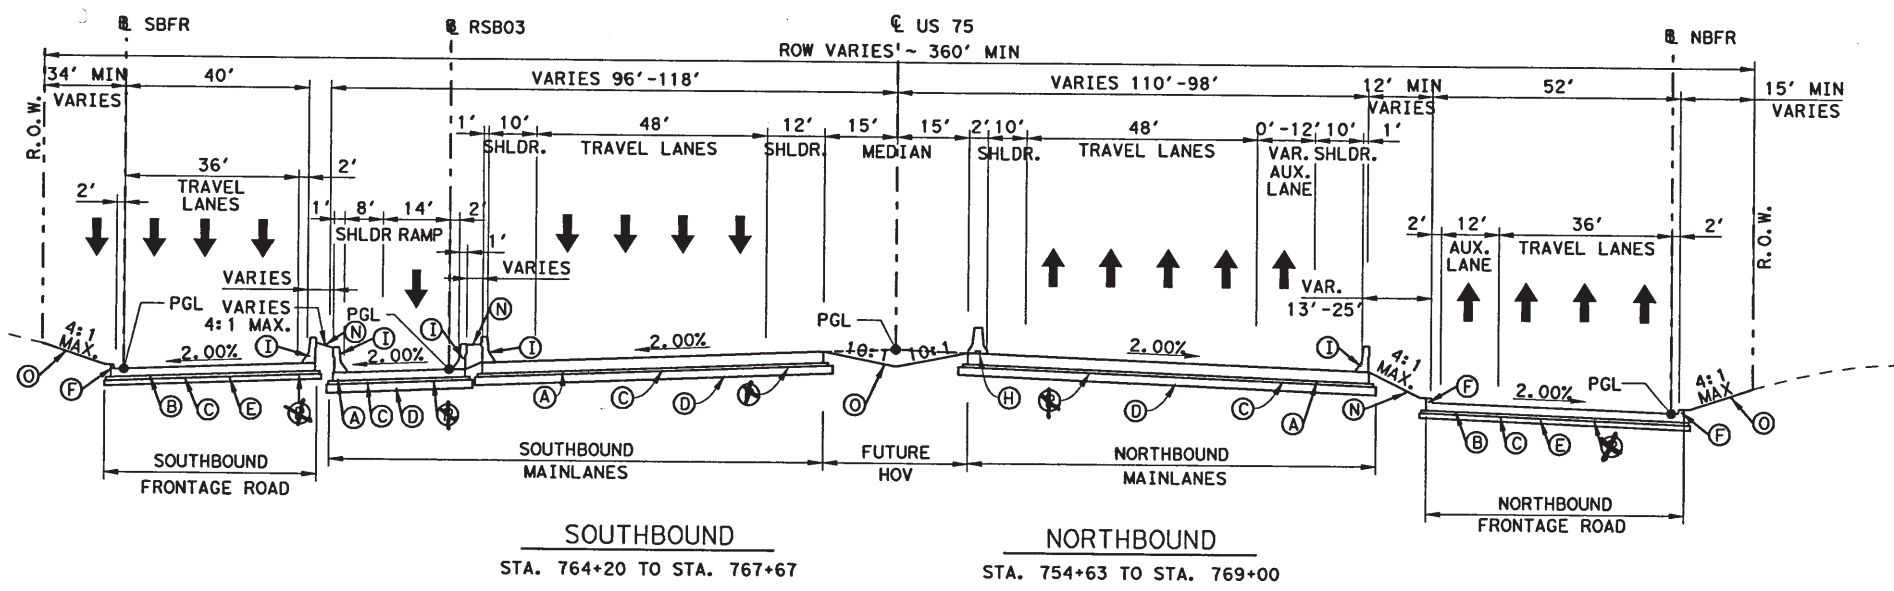 ℄ SBFR
℄ RSB03
℄ US 75
℄ NBFR
ROW VARIES ~ 360' MIN
34' MIN
VARIES
40'
VARIES 96'-118'
VARIES 110'-98'
12' MIN
VARIES
52'
15' MIN
VARIES
R.O.W.
1'
10'
SHLDR.
48'
TRAVEL LANES
12'
SHLDR.
15'
15'
MEDIAN
2'
10'
SHLDR.
48'
TRAVEL LANES
0'-12'
VAR.
AUX.
LANE
10'
SHLDR.
1'
36'
TRAVEL
LANES
2'
2'
1'
8'
14'
2'
SHLDR RAMP
1'
VARIES
VARIES
2'
12'
AUX.
LANE
36'
TRAVEL LANES
2'
R.O.W.
VAR.
13'-25'
PGL
VARIES
4:1 MAX.
PGL
PGL
PGL
4:1
MAX.
2.00%
2.00%
2.00%
10:1
10:1
2.00%
4:1
MAX.
2.00%
4:1
MAX
N
I
I
I
N
I
I
O
F
B
C
E
A
C
D
A
C
D
O
H
D
C
A
N
F
B
C
E
F
O
SOUTHBOUND
FRONTAGE ROAD
SOUTHBOUND
MAINLANES
FUTURE
HOV
NORTHBOUND
MAINLANES
NORTHBOUND
FRONTAGE ROAD
SOUTHBOUND
STA. 764+20 TO STA. 767+67
NORTHBOUND
STA. 754+63 TO STA. 769+00